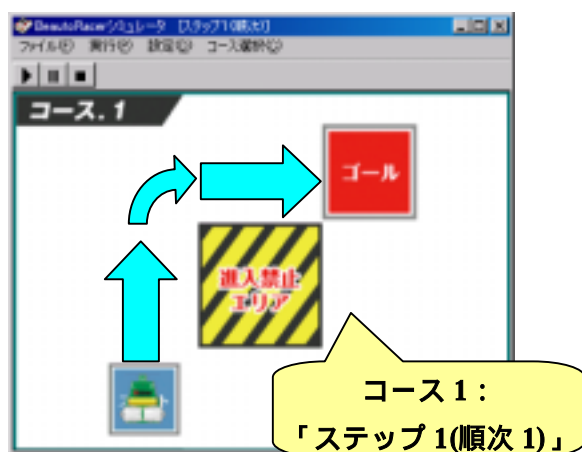 BeautoRacerシミュレータ [ステップ1(順次1)]
ファイル(F) 実行(P) 設定(C) コース選択(C)
コース.1
ゴール
進入禁止
エリア
コース1：
「ステップ1(順次1)」